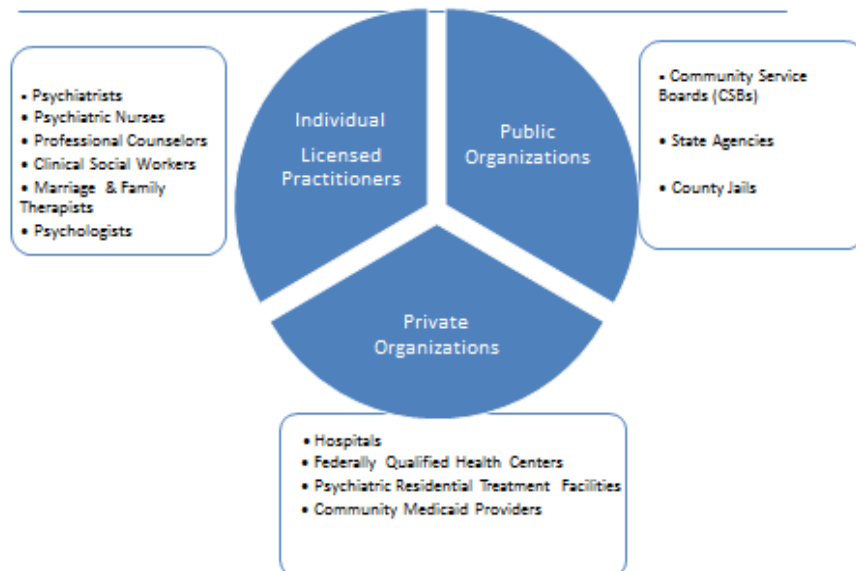 • Psychiatrists
• Psychiatric Nurses
• Professional Counselors
• Clinical Social Workers
• Marriage & Family
Therapists
• Psychologists
Individual
Licensed
Practitioners
Public
Organizations
• Community Service
Boards (CSBs)
• State Agencies
• County Jails
Private
Organizations
• Hospitals
• Federally Qualified Health Centers
• Psychiatric Residential Treatment Facilities
• Community Medicaid Providers